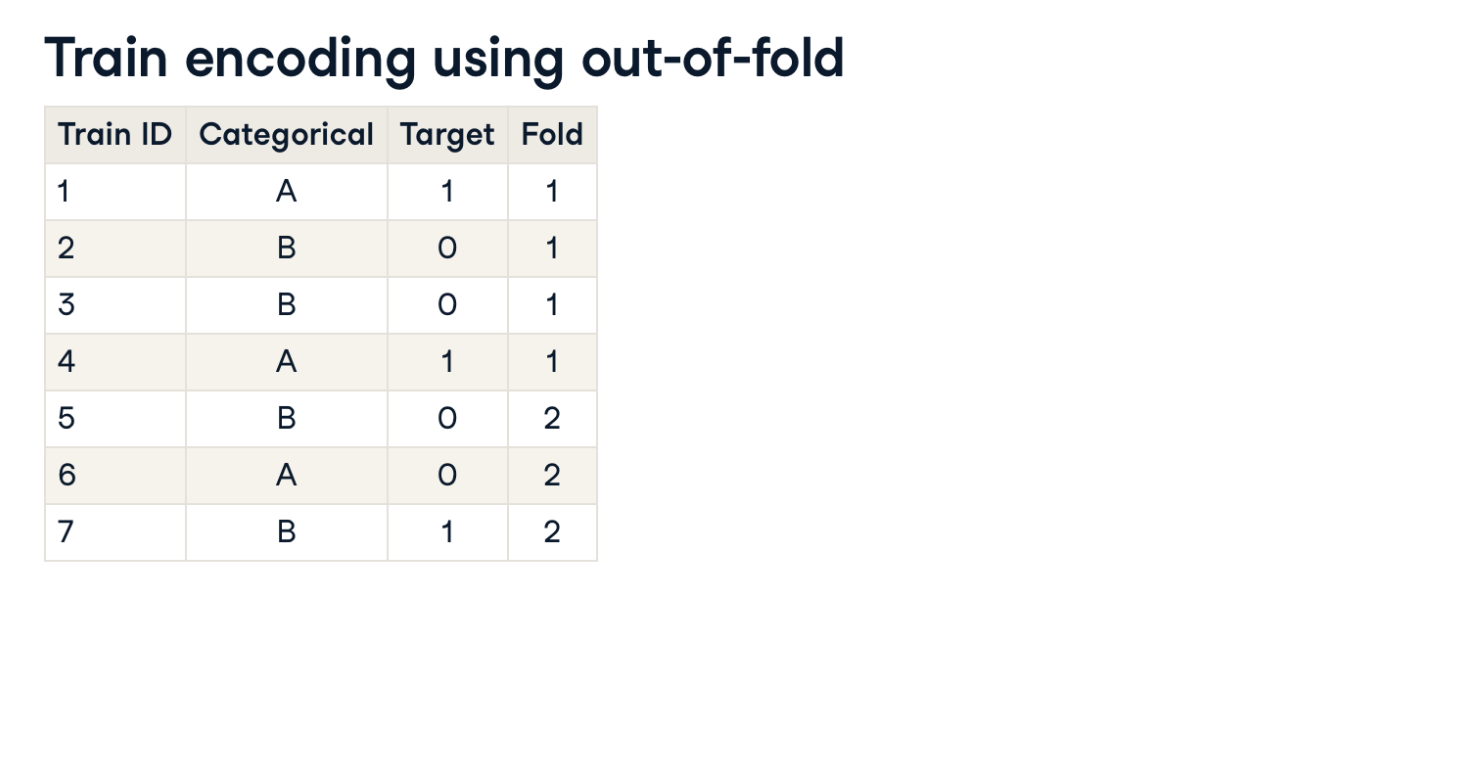 Train encoding using out-of-fold
Train ID Categorical Target Fold
1 A 1 1
2 B 0 1
3 B 0 1
4 A 1 1
5 B 0 2
6 A 0 2
7 B 1 2